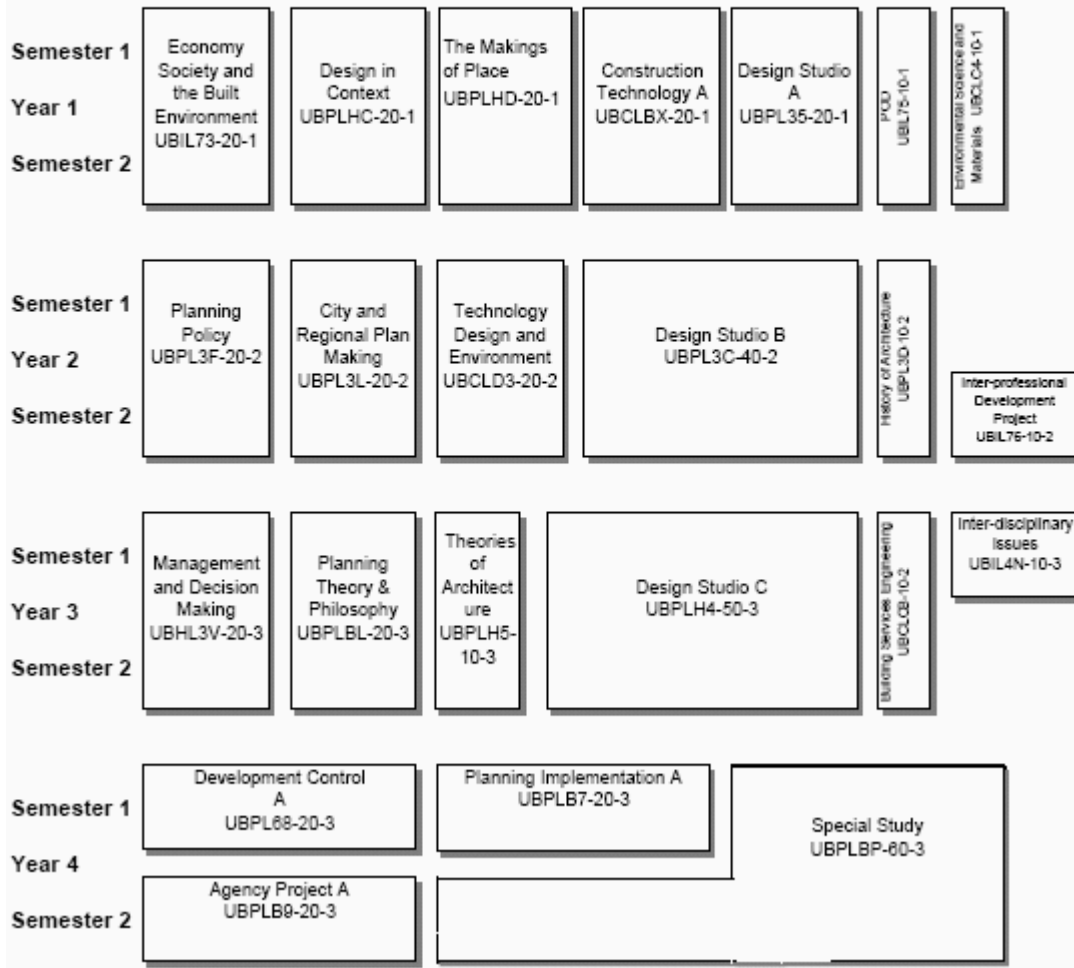 Semester 1
Year 1
Semester 2
Economy
Society and
the Built
Environment
UBIL73-20-1
Design in
Context
UBPLHC-20-1
The Makings
of Place
UBPLHD-20-1
Construction
Technology A
UBCLBX-20-1
Design Studio
A
UBPL35-20-1
UBIL75-10-1
Environmental Science and
Materials UBCLC4-10-1
Semester 1
Year 2
Semester 2
Planning
Policy
UBPL3F-20-2
City and
Regional Plan
Making
UBPL3L-20-2
Technology
Design and
Environment
UBCLD3-20-2
Design Studio B
UBPL3C-40-2
History of Architecture
UBPL3D-10-2
Inter-professional
Development
Project
UBIL76-10-2
Semester 1
Year 3
Semester 2
Management
and Decision
Making
UBHL3V-20-3
Planning
Theory &
Philosophy
UBPLBL-20-3
Theories
of
Architect
ure
UBPLH5-
10-3
Design Studio C
UBPLH4-50-3
Building Services Engineering
Inter-disciplinary
Issues
UBIL4N-10-3
Semester 1
Year 4
Semester 2
Development Control
A
UBPL68-20-3
Planning Implementation A
UBPLB7-20-3
Special Study
UBPLBP-60-3
Agency Project A
UBPLB9-20-3